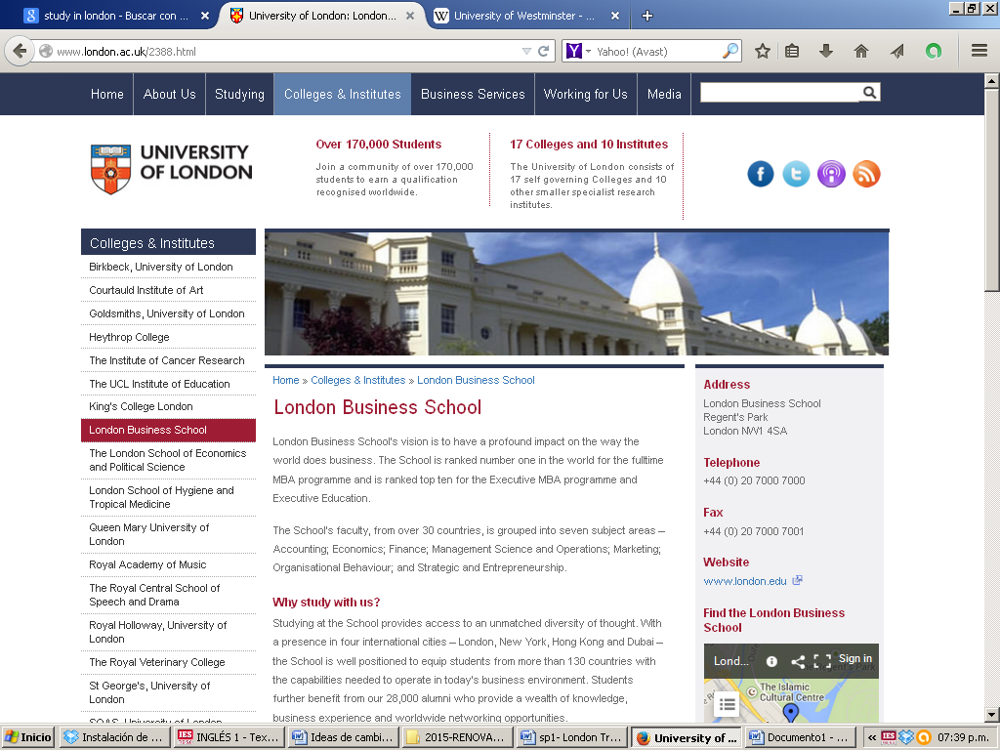 study in london - Buscar con ...
University of London: London...
University of Westminster - ...
www.london.ac.uk/2388.html
Yahoo! (Avast)
Home
About Us
Studying
Colleges & Institutes
Business Services
Working for Us
Media
UNIVERSITY
OF LONDON
Over 170,000 Students
Join a community of over 170,000
students to earn a qualification
recognised worldwide.
17 Colleges and 10 Institutes
The University of London consists of
17 self governing Colleges and 10
other smaller specialist research
institutes.
Colleges & Institutes
Birkbeck, University of London
Courtauld Institute of Art
Goldsmiths, University of London
Heythrop College
The Institute of Cancer Research
The UCL Institute of Education
King's College London
London Business School
The London School of Economics
and Political Science
London School of Hygiene and
Tropical Medicine
Queen Mary University of
London
Royal Academy of Music
The Royal Central School of
Speech and Drama
Royal Holloway, University of
London
The Royal Veterinary College
St George's, University of
London
SOAS, University of London
Home » Colleges & Institutes » London Business School
London Business School
London Business School's vision is to have a profound impact on the way the
world does business. The School is ranked number one in the world for the fulltime
MBA programme and is ranked top ten for the Executive MBA programme and
Executive Education.
The School's faculty, from over 30 countries, is grouped into seven subject areas –
Accounting; Economics; Finance; Management Science and Operations; Marketing;
Organisational Behaviour; and Strategic and Entrepreneurship.
Why study with us?
Studying at the School provides access to an unmatched diversity of thought. With
a presence in four international cities – London, New York, Hong Kong and Dubai –
the School is well positioned to equip students from more than 130 countries with
the capabilities needed to operate in today's business environment. Students
further benefit from our 28,000 alumni who provide a wealth of knowledge,
business experience and worldwide networking opportunities.
Address
London Business School
Regent's Park
London NW1 4SA
Telephone
+44 (0) 20 7000 7000
Fax
+44 (0) 20 7000 7001
Website
www.london.edu
Find the London Business
School
Lond...
Sign in
The Islamic
Cultural Centre
Inicio
Instalación de ...
INGLÉS 1 - Tex...
Ideas de cambi...
2015-RENOVA...
sp1- London Tr...
University of ...
Documento1 - ...
07:39 p.m.